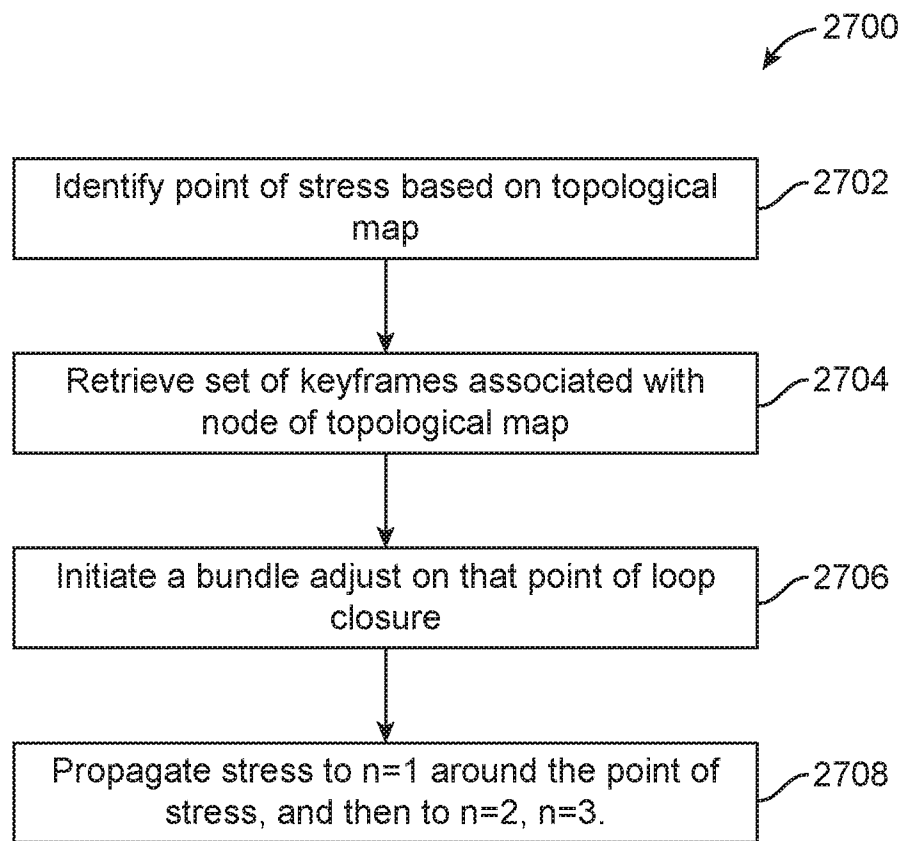 2700
Identify point of stress based on topological
map
2702
Retrieve set of keyframes associated with
node of topological map
2704
Initiate a bundle adjust on that point of loop
closure
2706
Propagate stress to n=1 around the point of
stress, and then to n=2, n=3.
2708